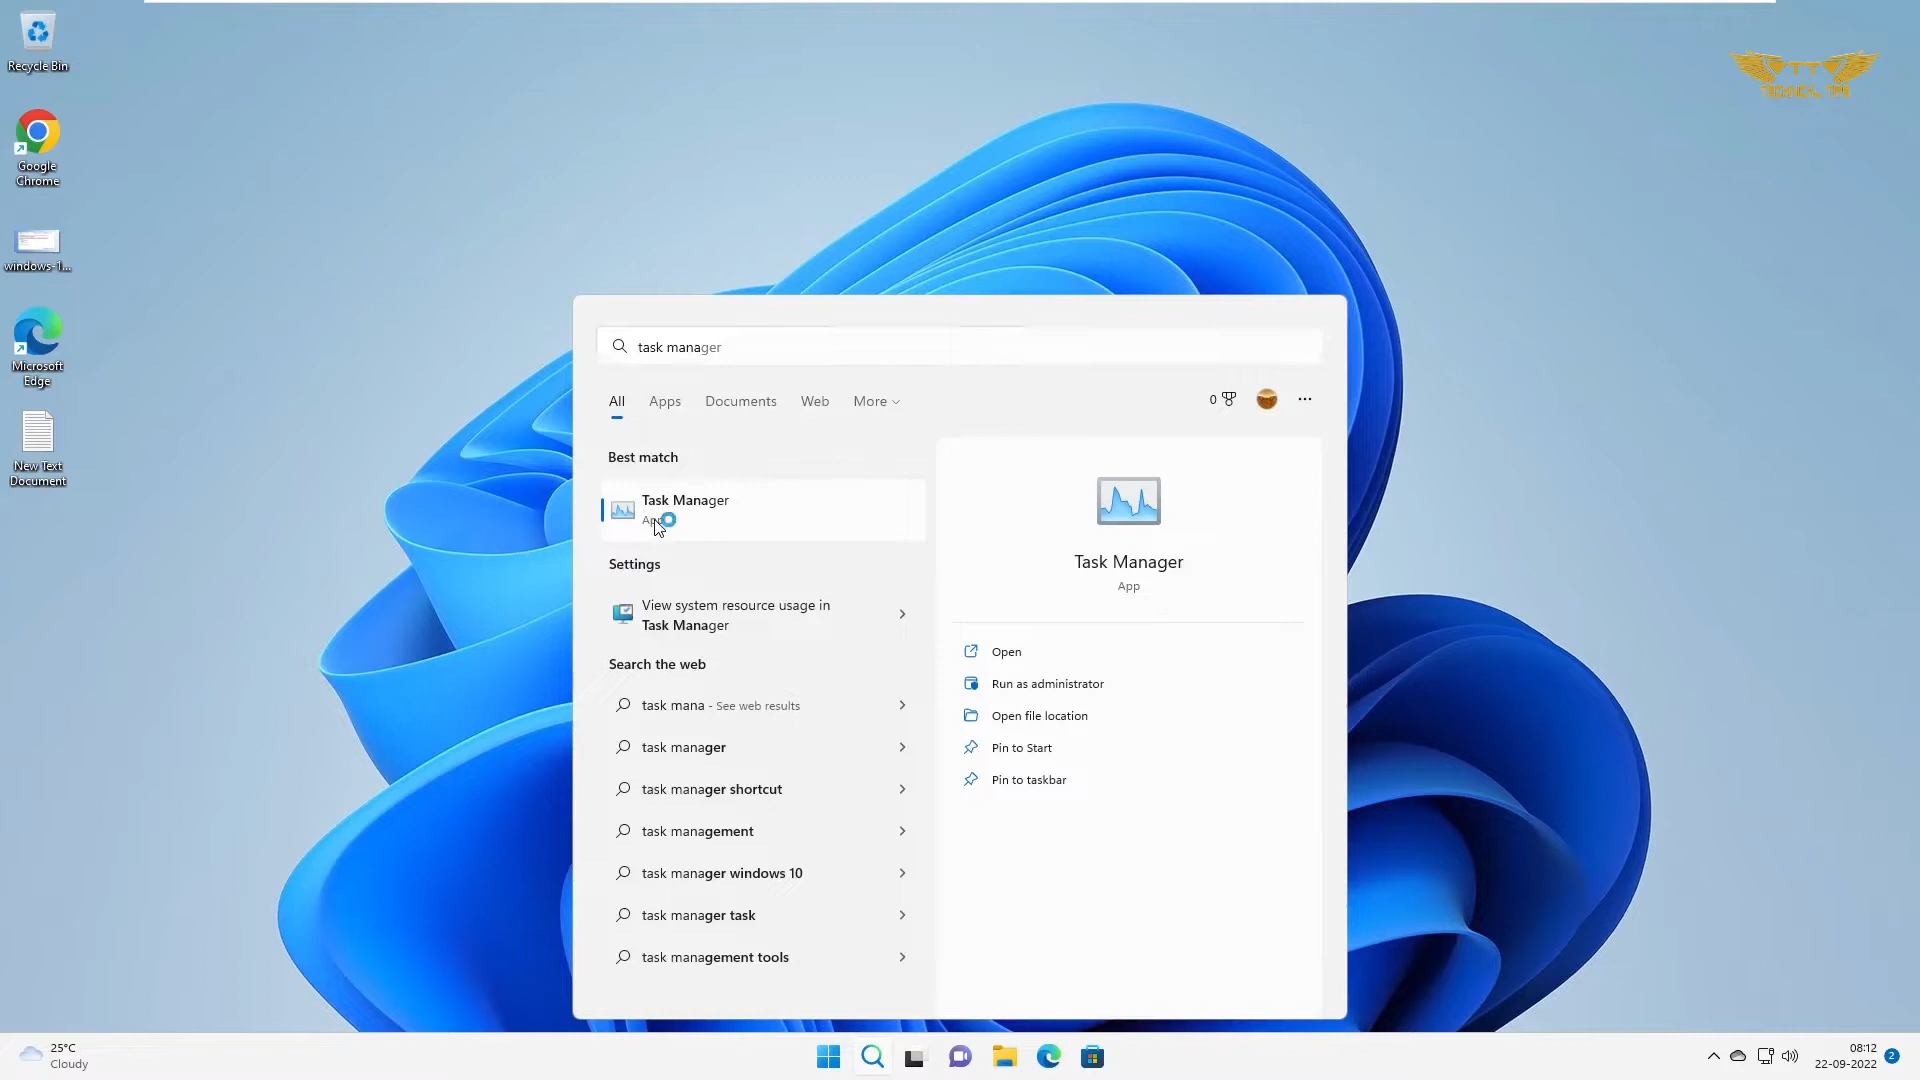 Recycle Bin
TECHNICAL TIPS
Google
Chrome
windows-1...
Microsoft
Edge
New Text
Document
task manager
All
Apps
Documents
Web
More
0
Best match
Task Manager
App
Settings
View system resource usage in
Task Manager
Search the web
task mana - See web results
task manager
task manager shortcut
task management
task manager windows 10
task manager task
task management tools
Task Manager
App
Open
Run as administrator
Open file location
Pin to Start
Pin to taskbar
25°C
Cloudy
08:12
22-09-2022
2